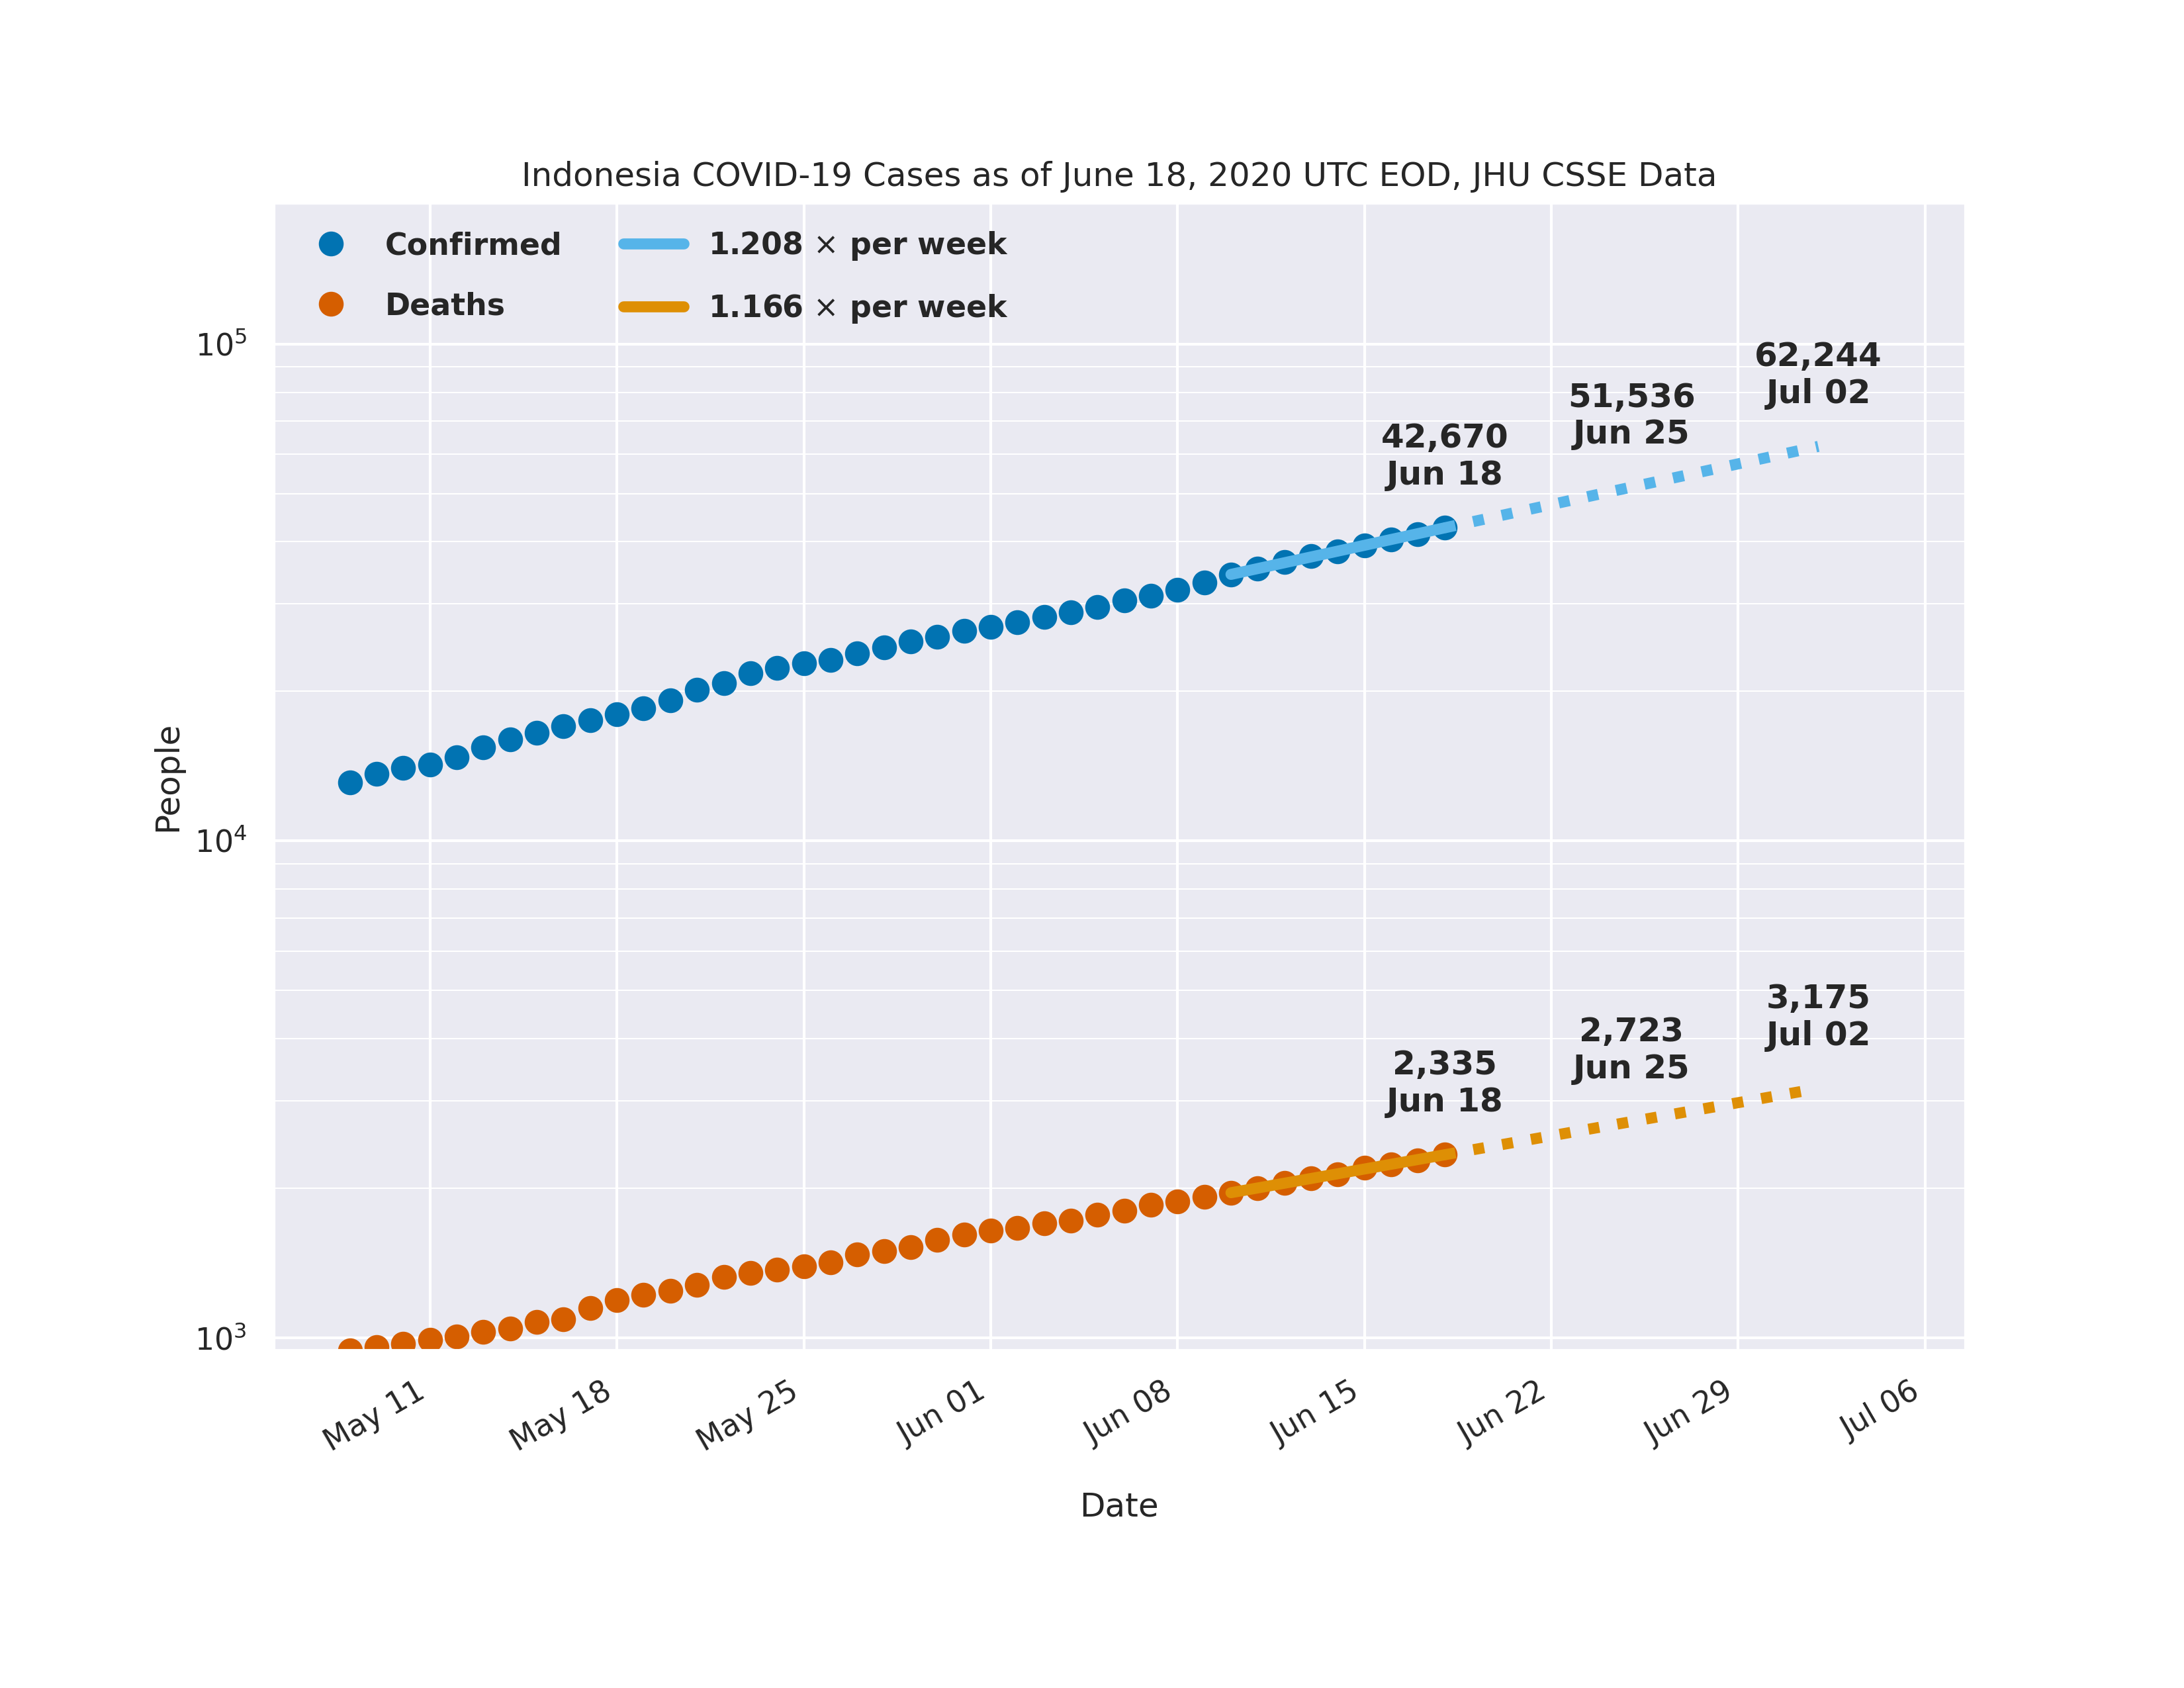 Indonesia COVID-19 Cases as of June 18, 2020 UTC EOD, JHU CSSE Data
Confirmed
Deaths
1.208 × per week
1.166 × per week
10⁵
10⁴
10³
People
62,244
Jul 02
51,536
Jun 25
42,670
Jun 18
3,175
Jul 02
2,723
Jun 25
2,335
Jun 18
May 11
May 18
May 25
Jun 01
Jun 08
Jun 15
Jun 22
Jun 29
Jul 06
Date